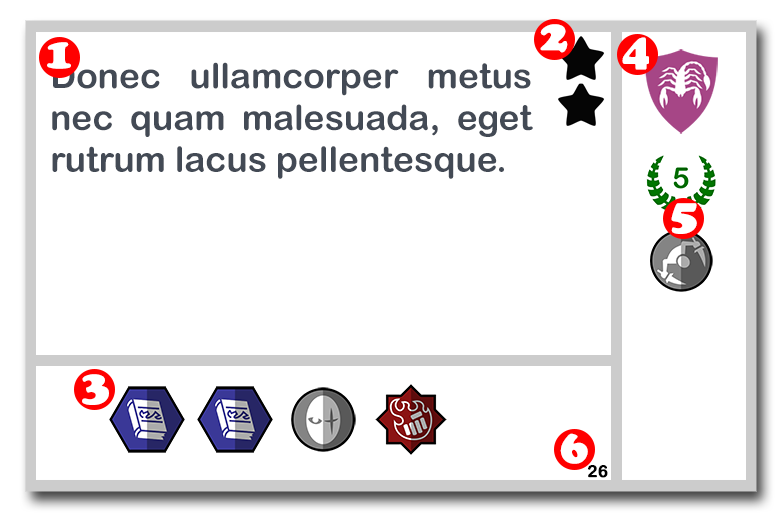 1
2
4
Donec ullamcorper metus
nec quam malesuada, eget
rutrum lacus pellentesque.
5
5
3
6
26